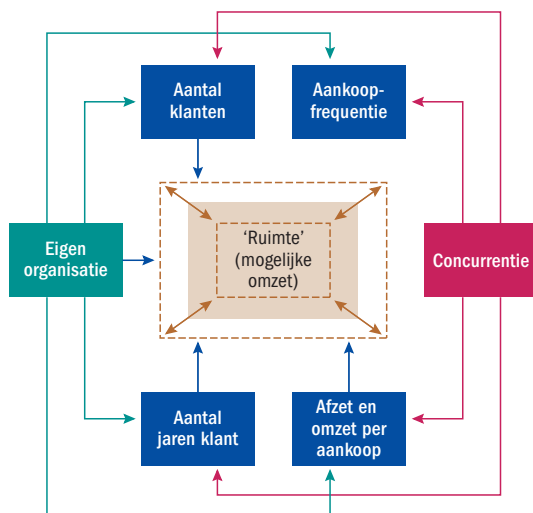 Aantal
klanten
Aankoop-
frequentie
Eigen
organisatie
‘Ruimte’
(mogelijke
omzet)
Concurrentie
Aantal
jaren klant
Afzet en
omzet per
aankoop